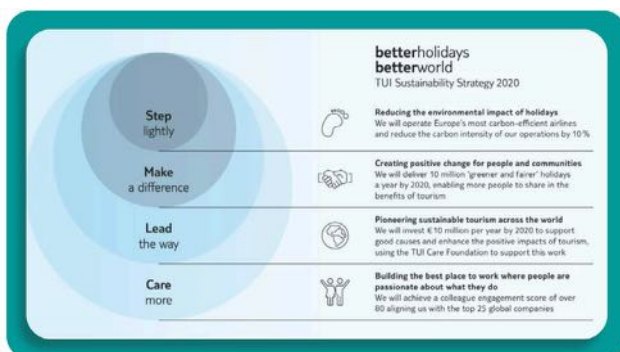 betterholidays
betterworld
TUI Sustainability Strategy 2020
Step
lightly
Reducing the environmental impact of holidays
We will operate Europe's most carbon-efficient airlines
and reduce the carbon intensity of our operations by 10%
Make
a difference
Creating positive change for people and communities
We will deliver 10 million 'greener and fairer' holidays
a year by 2020, enabling more people to share in the
benefits of tourism
Lead
the way
Pioneering sustainable tourism across the world
We will invest €10 million per year by 2020 to support
good causes and enhance the positive impacts of tourism,
using the TUI Care Foundation to support this work
Care
more
Building the best place to work where people are
passionate about what they do
We will achieve a colleague engagement score of over
80 aligning us with the top 25 global companies